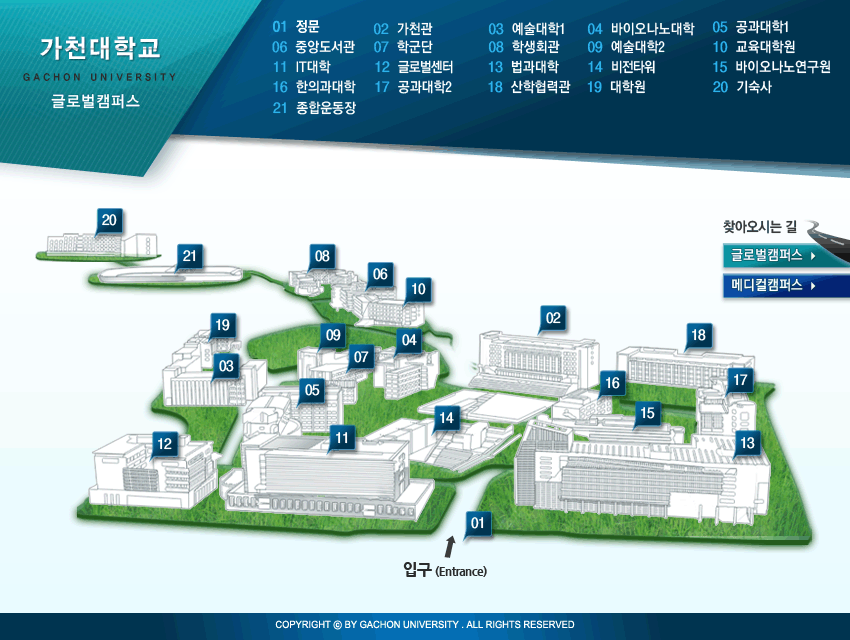 가천대학교
GACHON UNIVERSITY
글로벌캠퍼스
01 정문 02 가천관 03 예술대학1 04 바이오나노대학 05 공과대학1
06 중앙도서관 07 학군단 08 학생회관 09 예술대학2 10 교육대학원
11 IT대학 12 글로벌센터 13 법과대학 14 비전타워 15 바이오나노연구원
16 한의과대학 17 공과대학2 18 산학협력관 19 대학원 20 기숙사
21 종합운동장
찾아오시는 길
글로벌캠퍼스
메디컬캠퍼스
20
21
08
06
10
02
19
09
04
18
03
07
05
16
17
14
15
12
11
13
01
입구 (Entrance)
COPYRIGHT © BY GACHON UNIVERSITY . ALL RIGHTS RESERVED